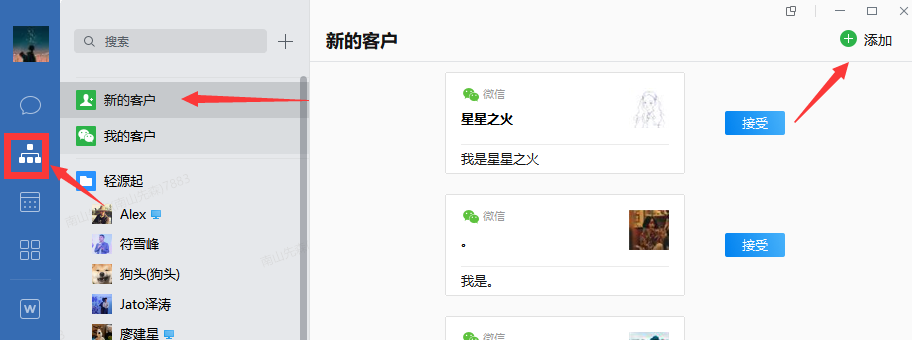 搜索
新的客户
我的客户
轻源起
Alex
符雪峰
狗头(狗头)
Jato泽涛
廖建星
W
新的客户
添加
微信
星星之火
我是星星之火
接受
微信
。
我是。
接受
微信